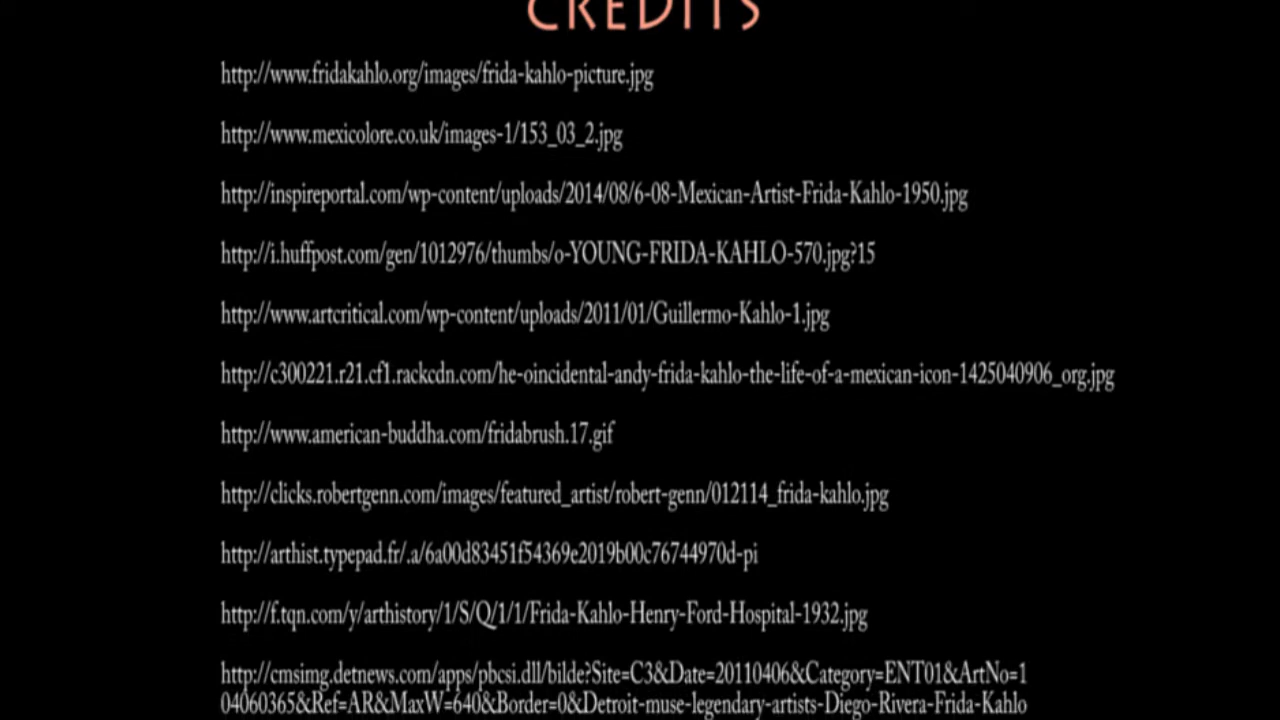 CREDITS
http://www.fridakahlo.org/images/frida-kahlo-picture.jpg
http://www.mexicolore.co.uk/images-1/153_03_2.jpg
http://inspireportal.com/wp-content/uploads/2014/08/6-08-Mexican-Artist-Frida-Kahlo-1950.jpg
http://i.huffpost.com/gen/1012976/thumbs/o-YOUNG-FRIDA-KAHLO-570.jpg?15
http://www.artcritical.com/wp-content/uploads/2011/01/Guillermo-Kahlo-1.jpg
http://c300221.r21.cf1.rackcdn.com/he-oincidental-andy-frida-kahlo-the-life-of-a-mexican-icon-1425040906_org.jpg
http://www.american-buddha.com/fridabrush.17.gif
http://clicks.robertgenn.com/images/featured_artist/robert-genn/012114_frida-kahlo.jpg
http://arthist.typepad.fr/.a/6a00d83451f54369e2019b00c76744970d-pi
http://f.tqn.com/y/arthistory/1/S/Q/1/1/Frida-Kahlo-Henry-Ford-Hospital-1932.jpg
http://cmsimg.detnews.com/apps/pbcsi.dll/bilde?Site=C3&Date=20110406&Category=ENT01&ArtNo=1
04060365&Ref=AR&MaxW=640&Border=0&Detroit-muse-legendary-artists-Diego-Rivera-Frida-Kahlo